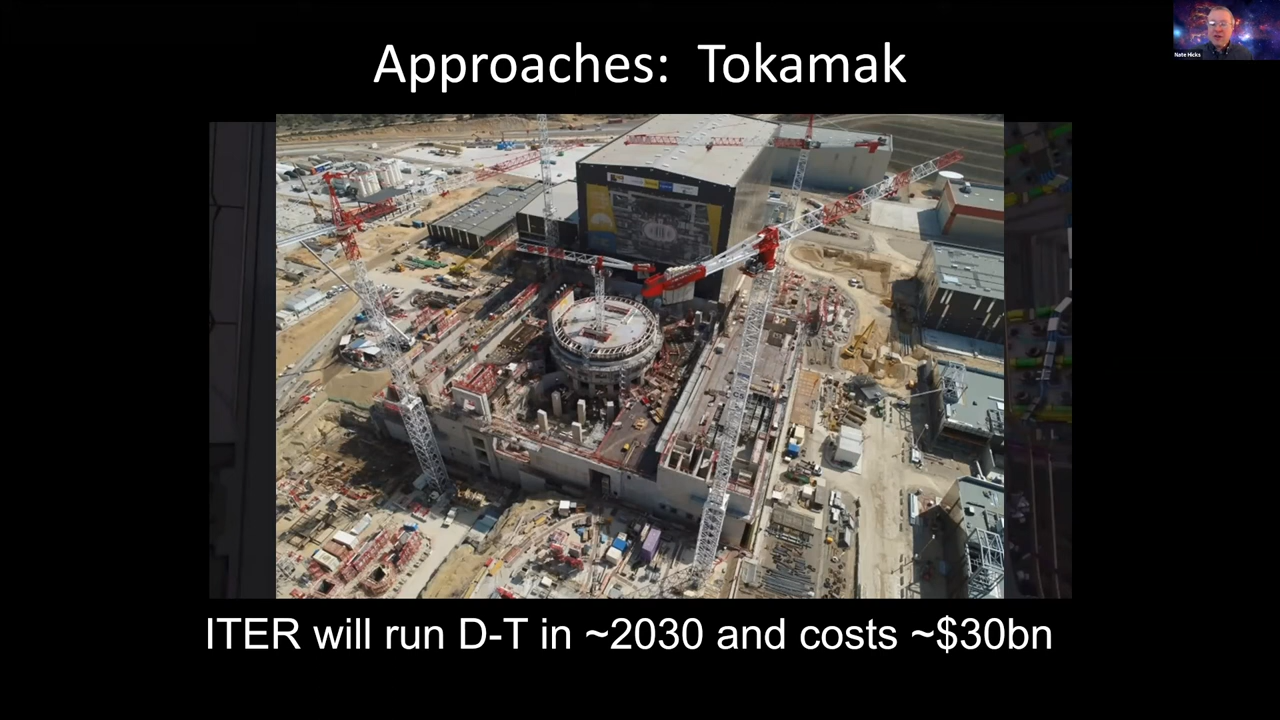 Approaches: Tokamak
Nate Hicks
ITER will run D-T in ~2030 and costs ~$30bn